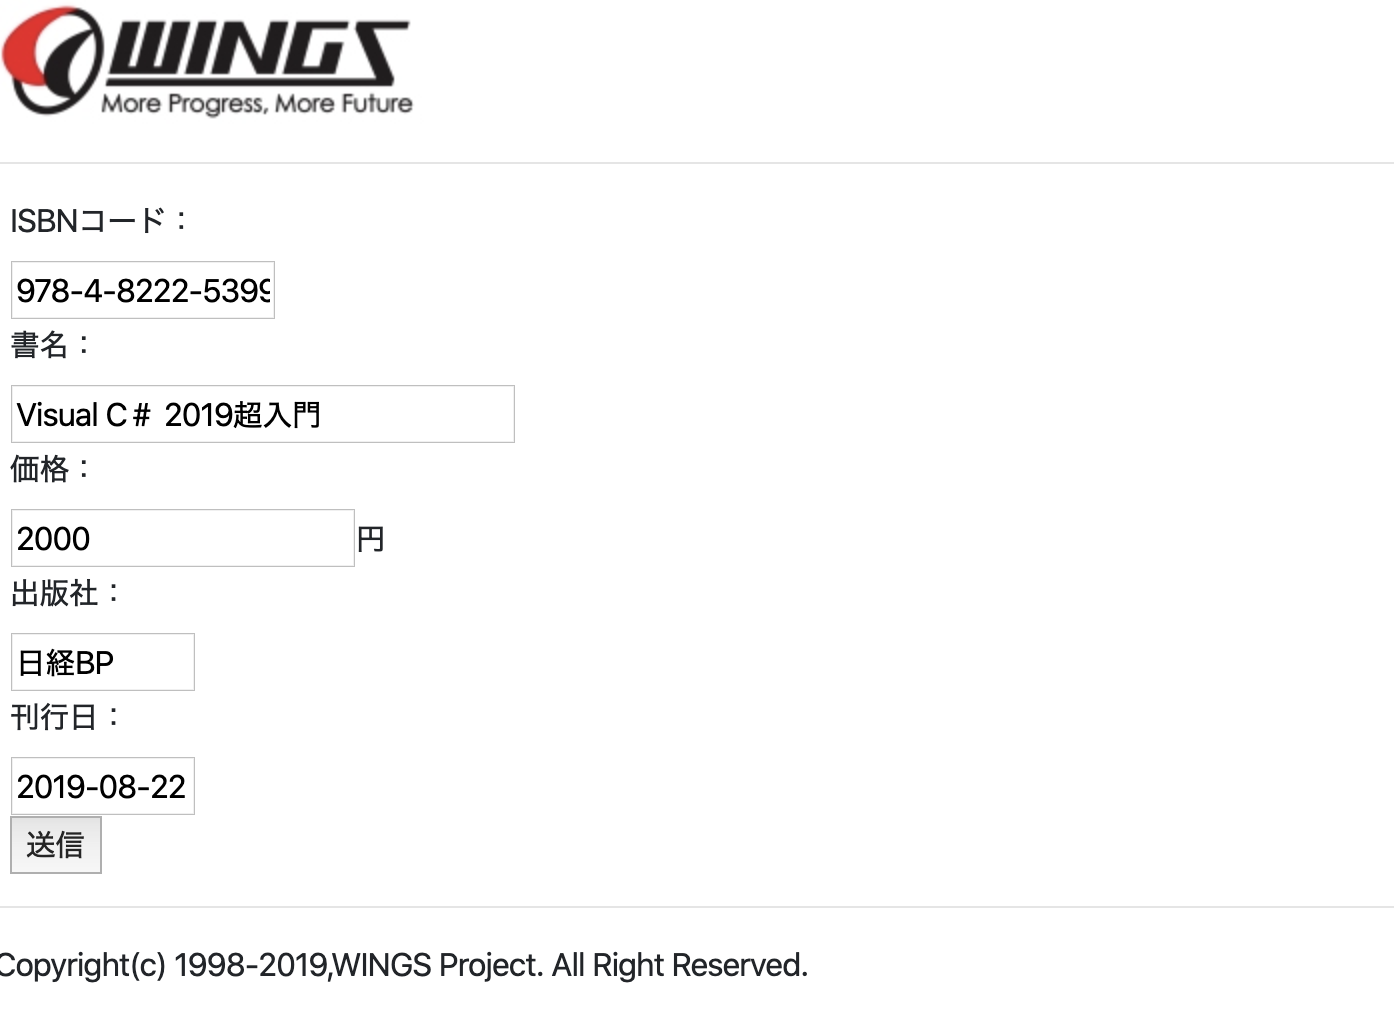 WINGS
More Progress, More Future
ISBNコード：
978-4-8222-5399
書名：
Visual C＃ 2019超入門
価格：
2000 円
出版社：
日経BP
刊行日：
2019-08-22
送信
Copyright(c) 1998-2019,WINGS Project. All Right Reserved.